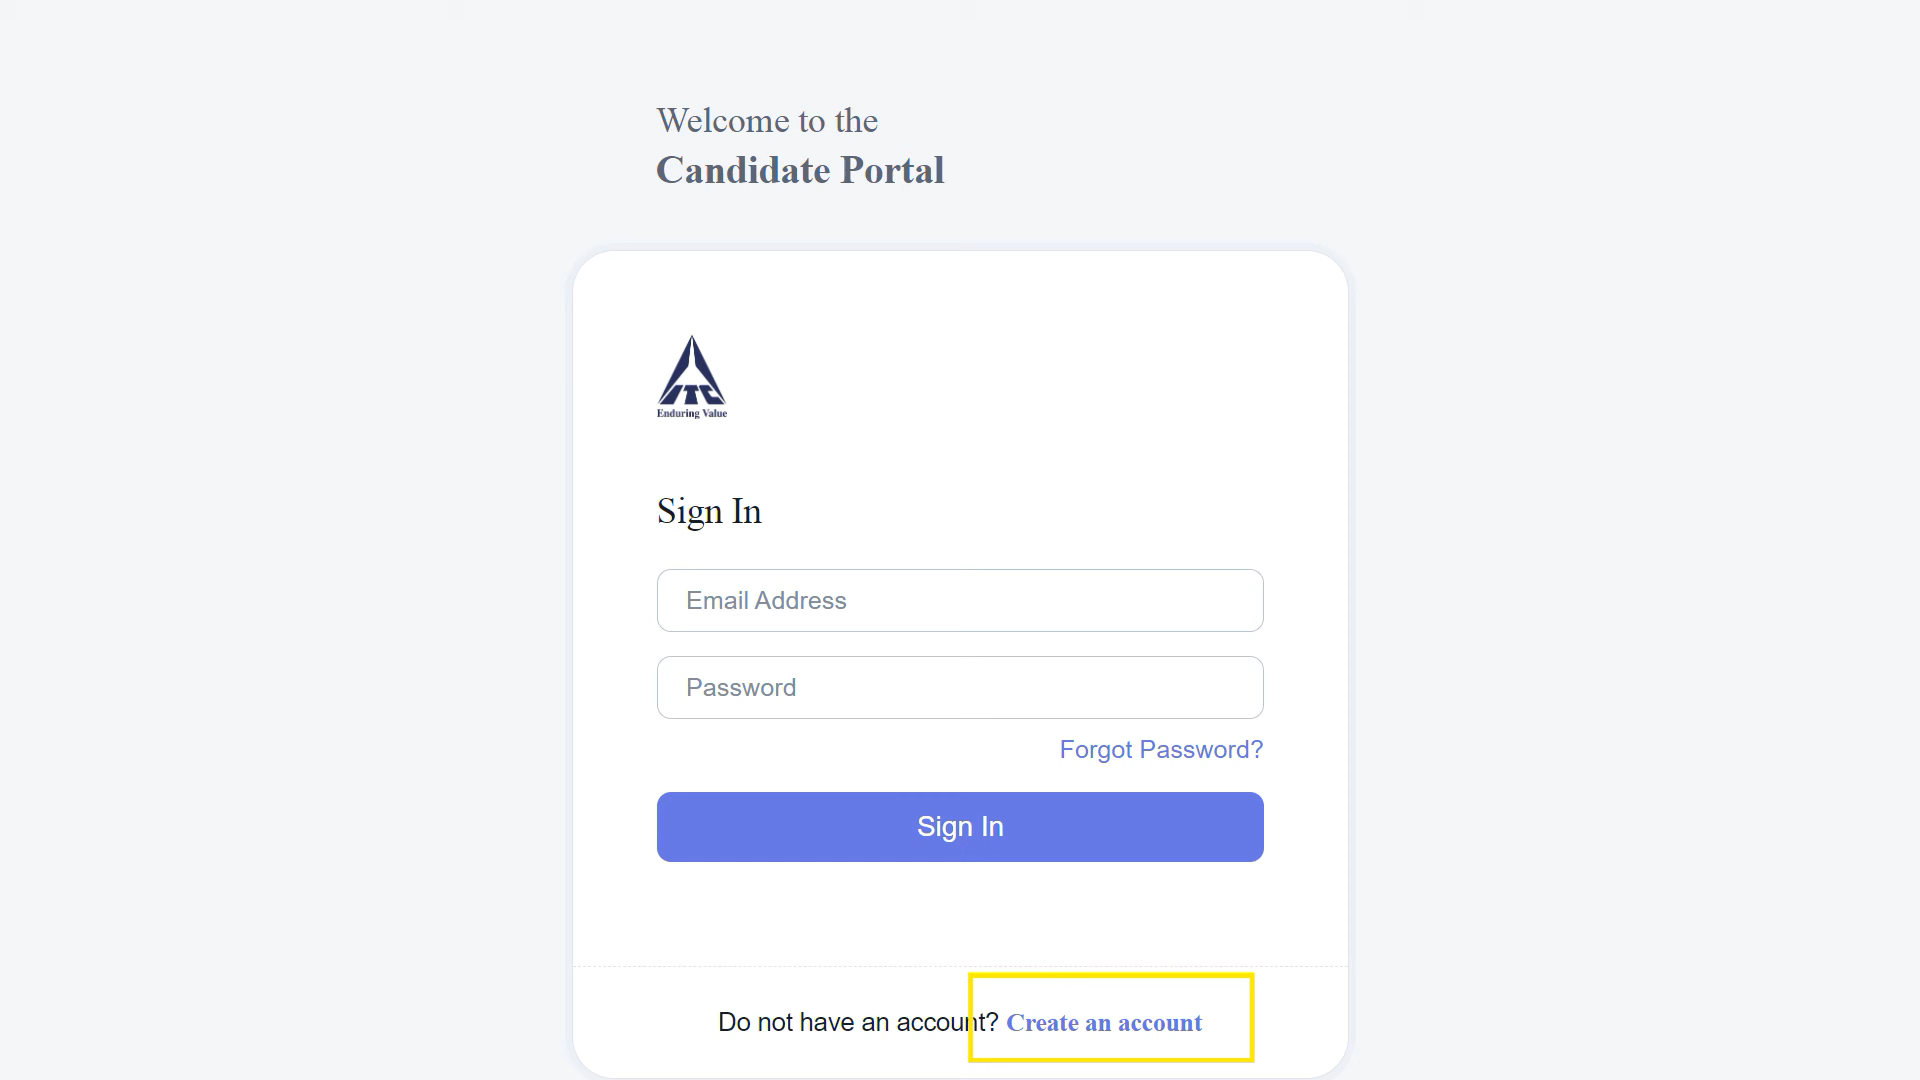 Welcome to the
Candidate Portal
ITC
Enduring Value
Sign In
Email Address
Password
Forgot Password?
Sign In
Do not have an account? Create an account